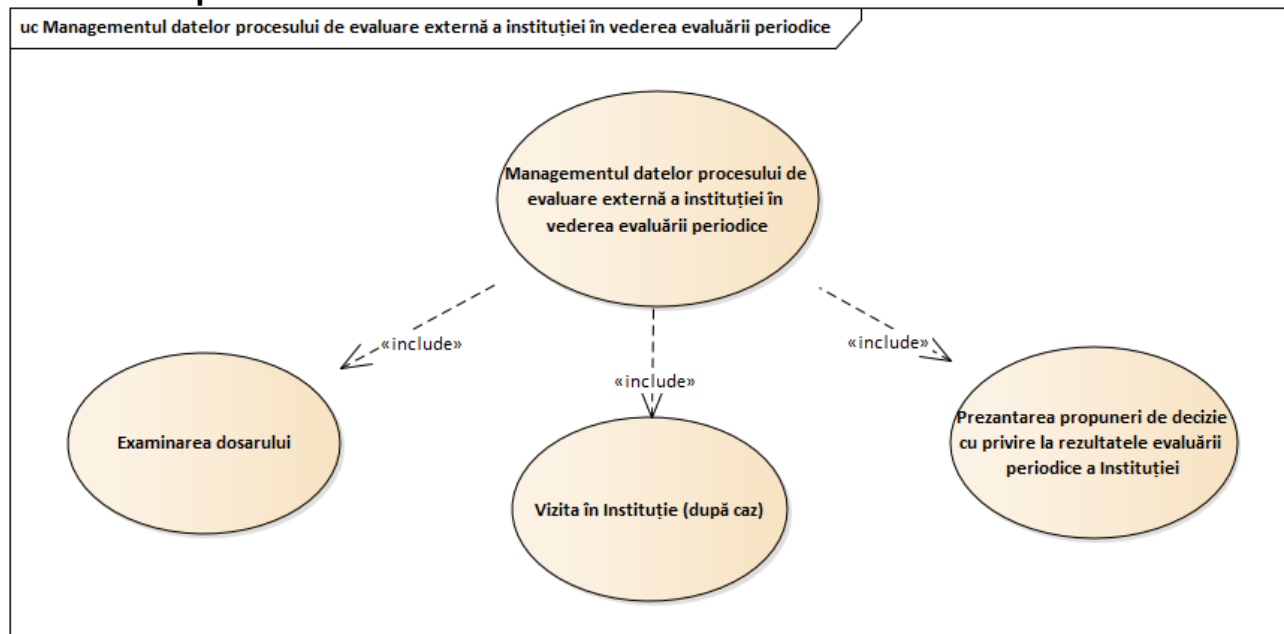 uc Managementul datelor procesului de evaluare externă a instituției în vederea evaluării periodice
Managementul datelor procesului de
evaluare externă a instituției în
vederea evaluării periodice
«include»
«include»
«include»
Examinarea dosarului
Vizita în Instituție (după caz)
Prezantarea propuneri de decizie
cu privire la rezultatele evaluării
periodice a Instituției